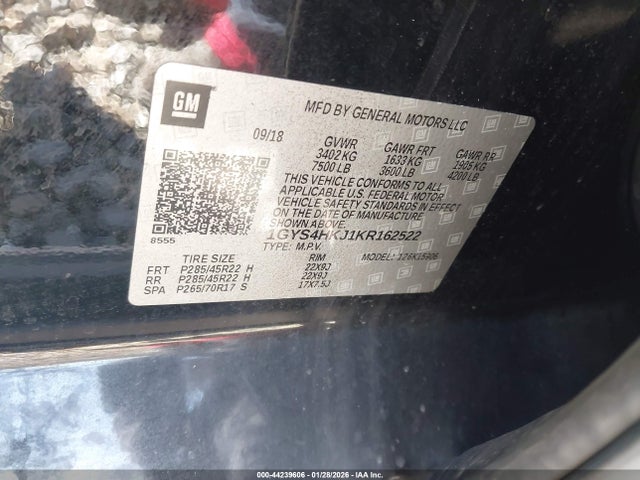 GM
MFD BY GENERAL MOTORS LLC
09/18
GVWR GAWR FRT GAWR RR
3402 KG 1633 KG 1905 KG
7500 LB 3600 LB 4200 LB
THIS VEHICLE CONFORMS TO ALL
APPLICABLE U.S. FEDERAL MOTOR
VEHICLE SAFETY STANDARDS IN EFFECT
ON THE DATE OF MANUFACTURE SHOWN ABOVE.
8555
1GYS4HKJ1KR162522
TYPE: M.P.V. MODEL: 126K15906
TIRE SIZE RIM
FRT P285/45R22 H 22X9J
RR P285/45R22 H 22X9J
SPA P265/70R17 S 17X7.5J
000-44239606 - 01/28/2026 - IAA Inc.